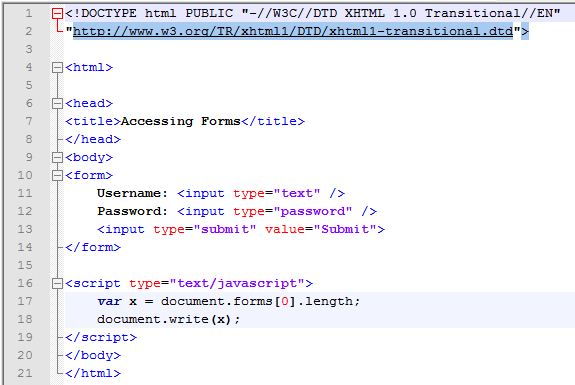 1 <!DOCTYPE html PUBLIC "-//W3C//DTD XHTML 1.0 Transitional//EN"
2 "http://www.w3.org/TR/xhtml1/DTD/xhtml1-transitional.dtd">
3
4 <html>
5
6 <head>
7 <title>Accessing Forms</title>
8 </head>
9 <body>
10 <form>
11 Username: <input type="text" />
12 Password: <input type="password" />
13 <input type="submit" value="Submit">
14 </form>
15
16 <script type="text/javascript">
17 var x = document.forms[0].length;
18 document.write(x);
19 </script>
20 </body>
21 </html>